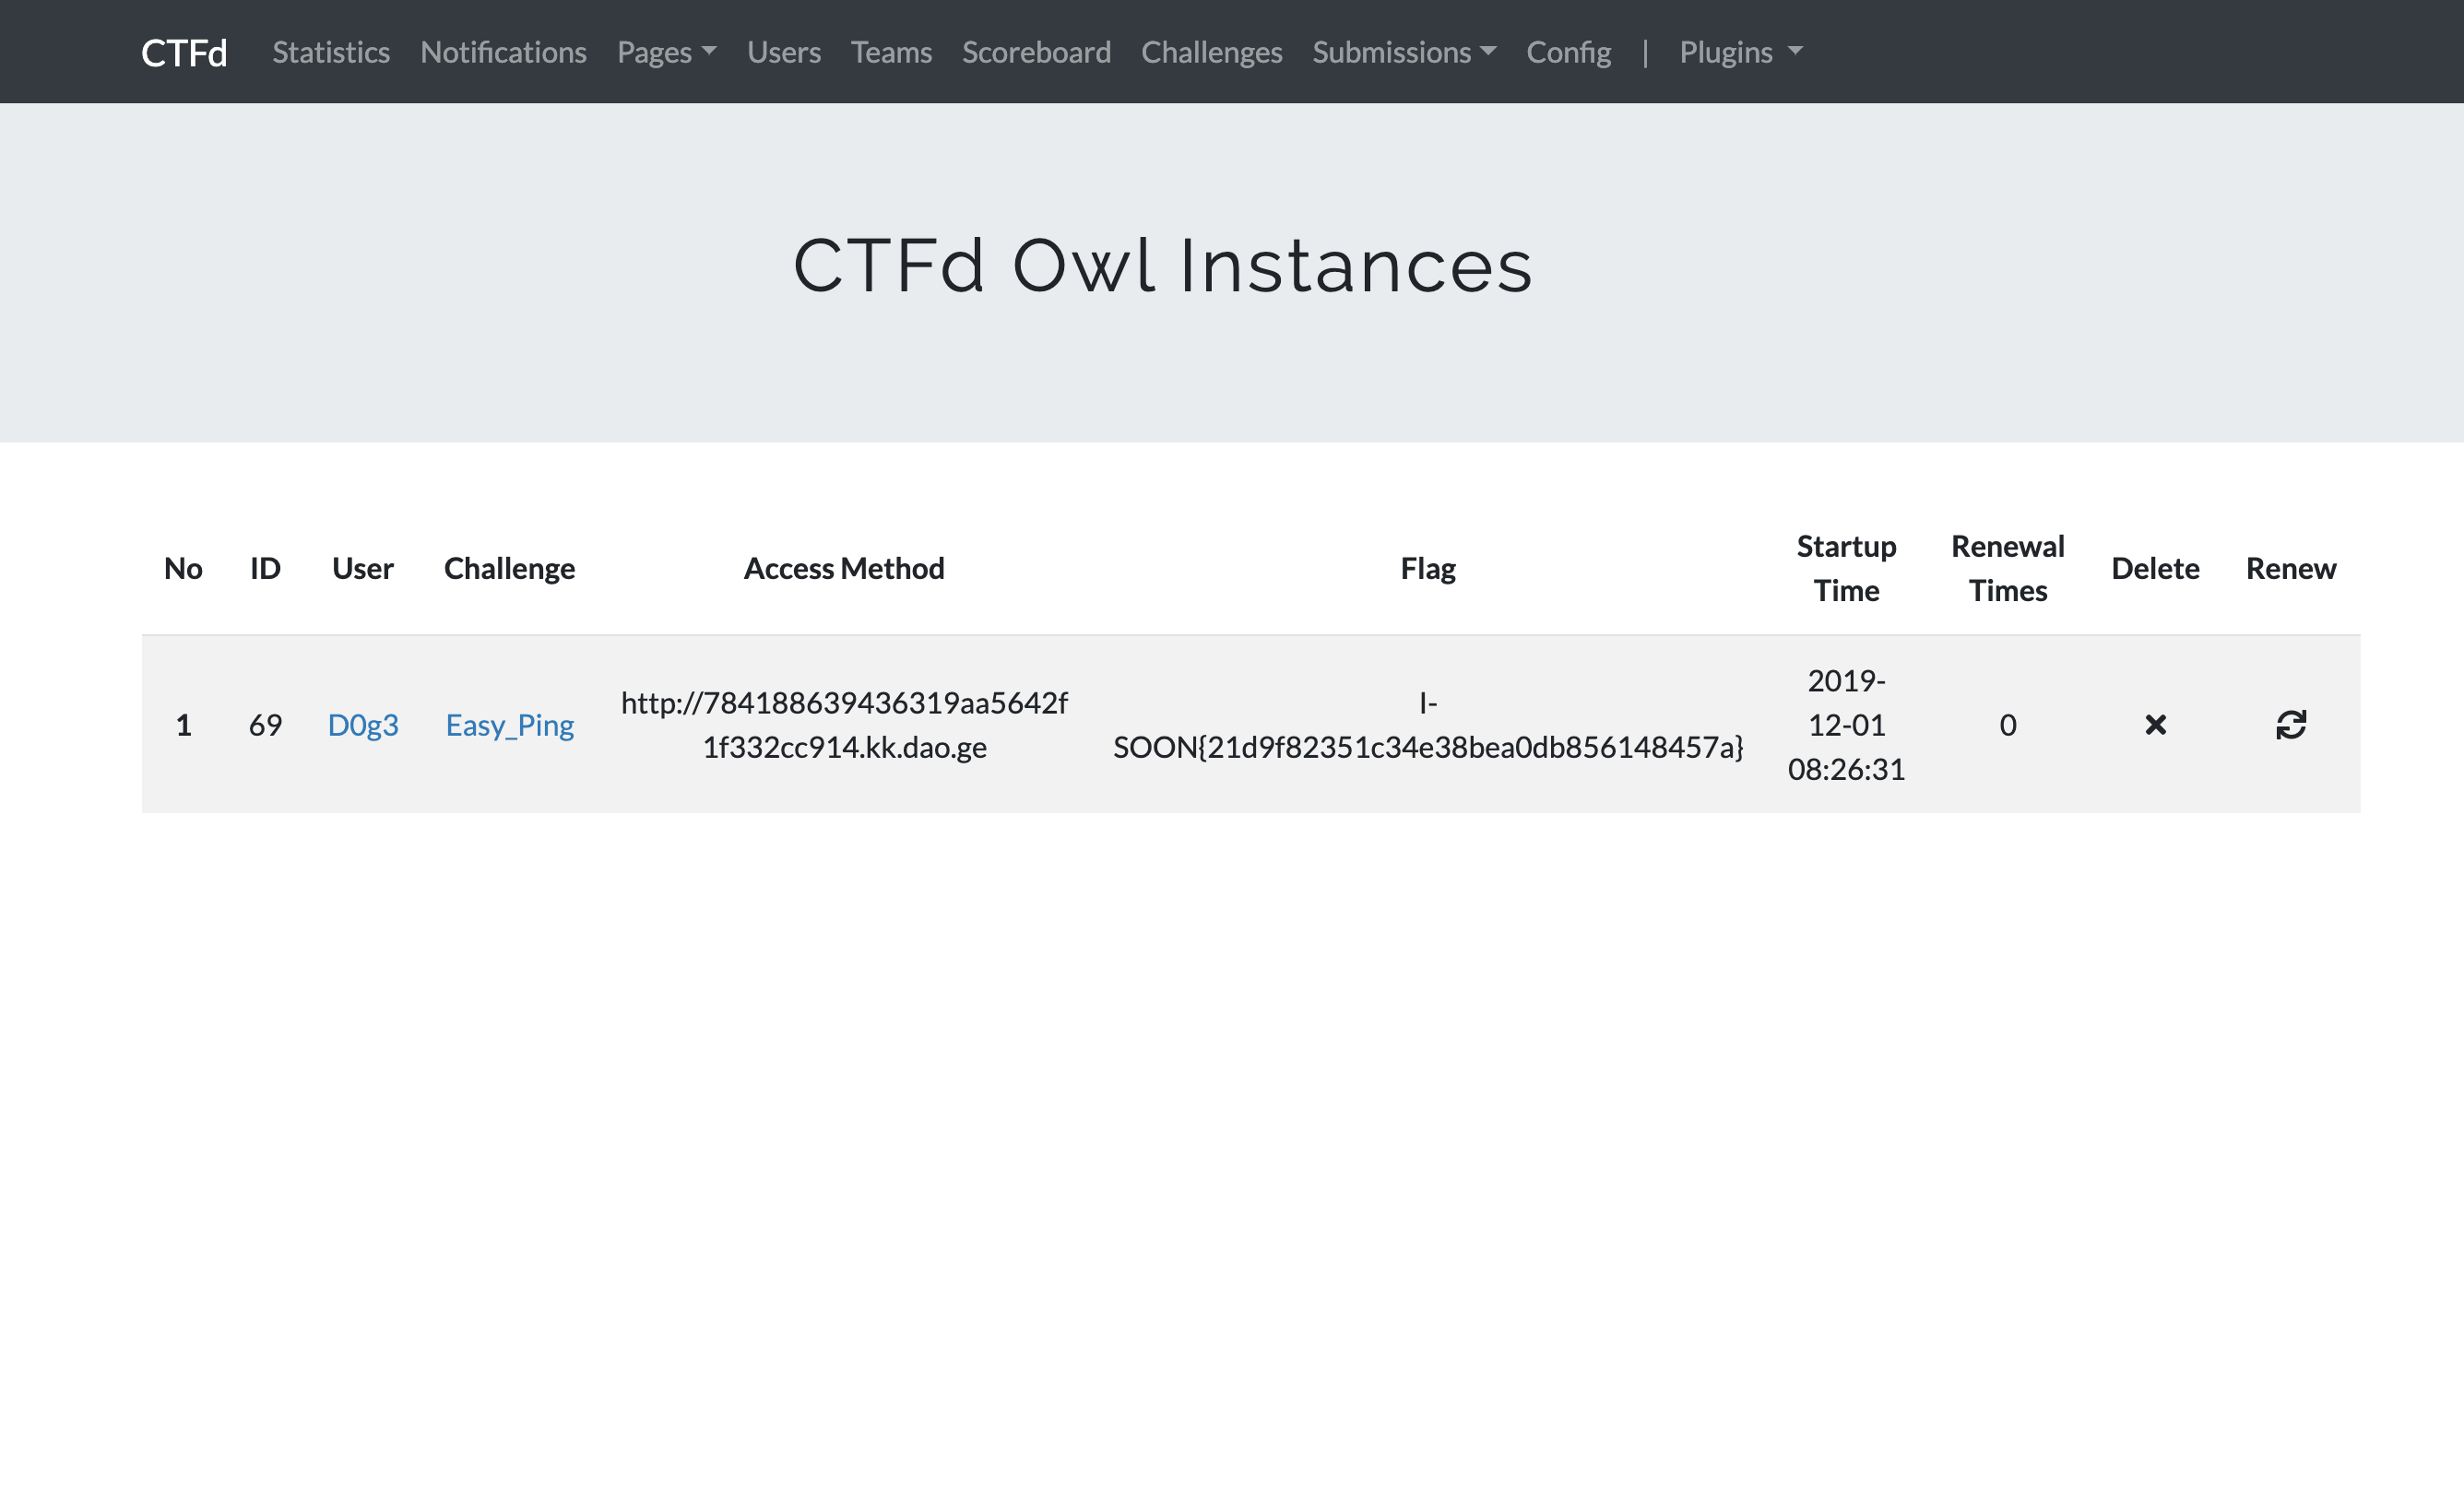 CTFd Statistics Notifications Pages Users Teams Scoreboard Challenges Submissions Config | Plugins
CTFd Owl Instances
No ID User Challenge Access Method Flag Startup Time Renewal Times Delete Renew
1 69 D0g3 Easy_Ping
http://784188639436319aa5642f
1f332cc914.kk.dao.ge
I-
SOON{21d9f82351c34e38bea0db856148457a}
2019-
12-01
08:26:31
0